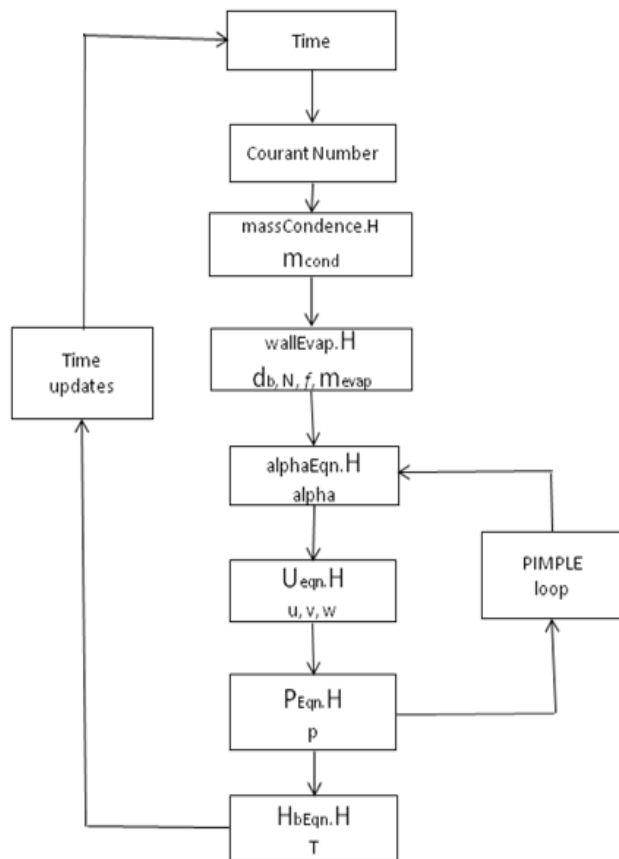 Time
Courant Number
massCondence.H
mcond
wallEvap.H
db, N, f, mevap
Time
updates
alphaEqn.H
alpha
Ueqn.H
u, v, w
PIMPLE
loop
PEqn.H
p
HbEqn.H
T